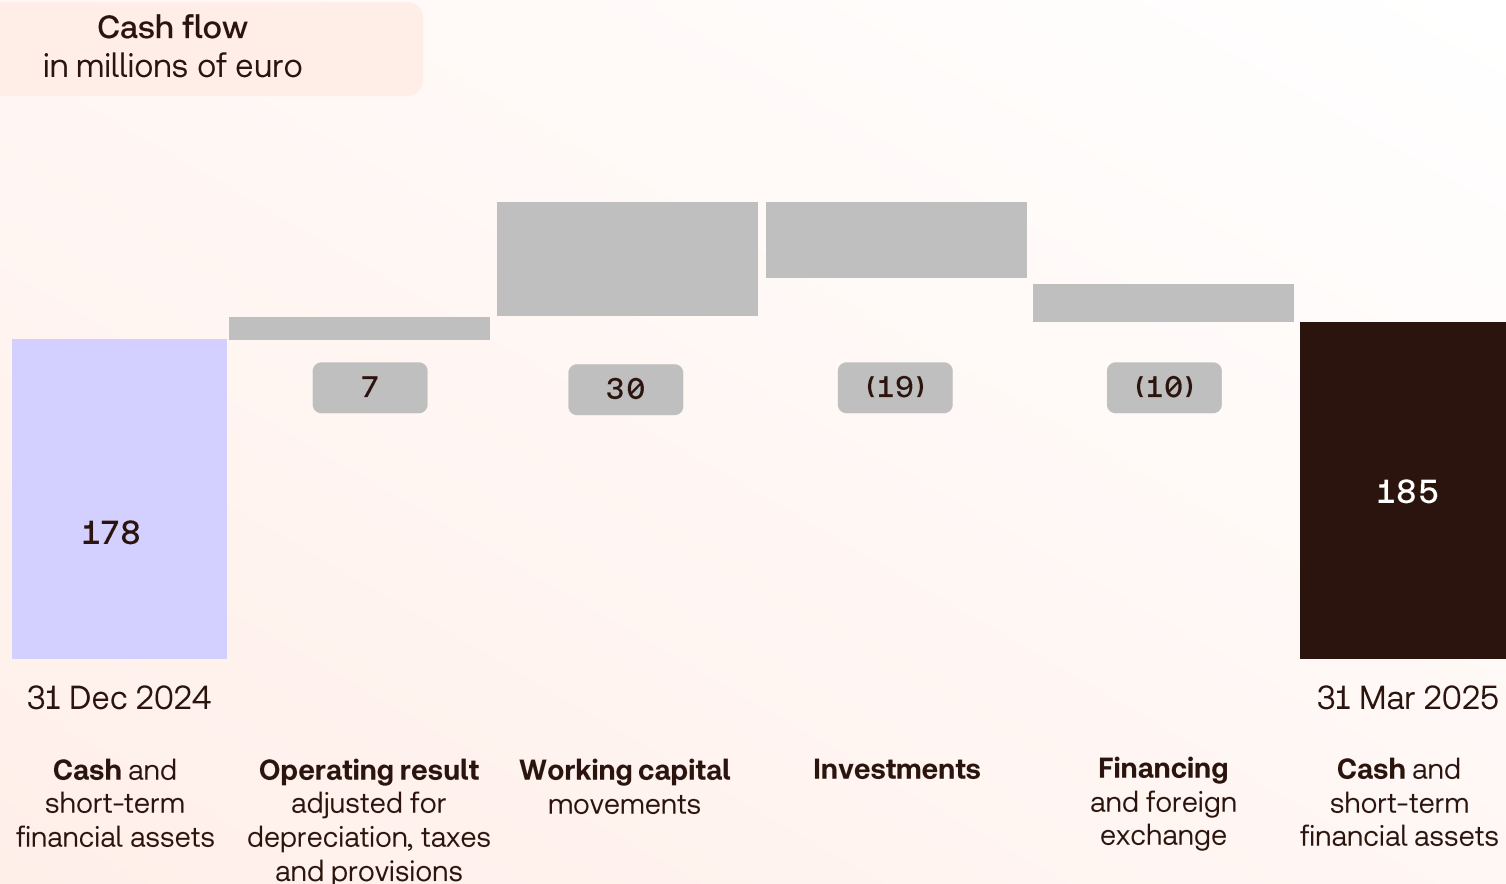 Cash flow
in millions of euro
7
30
(19)
(10)
178
185
31 Dec 2024
31 Mar 2025
Cash and
short-term
financial assets
Operating result
adjusted for
depreciation, taxes
and provisions
Working capital
movements
Investments
Financing
and foreign
exchange
Cash and
short-term
financial assets